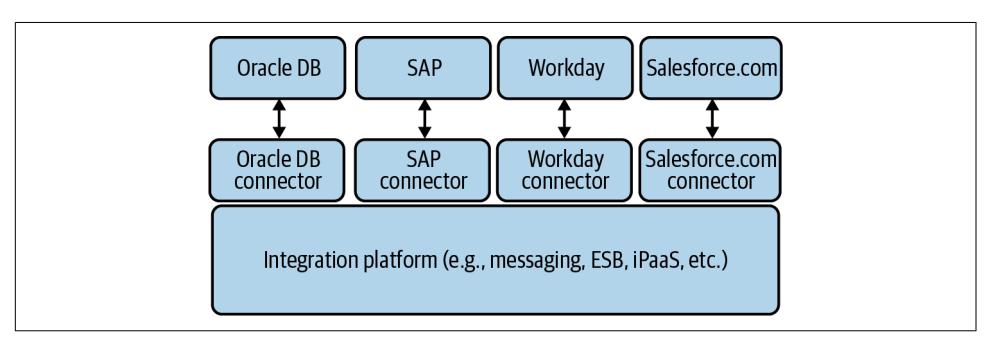 Oracle DB
SAP
Workday
Salesforce.com
Oracle DB
connector
SAP
connector
Workday
connector
Salesforce.com
connector
Integration platform (e.g., messaging, ESB, iPaaS, etc.)